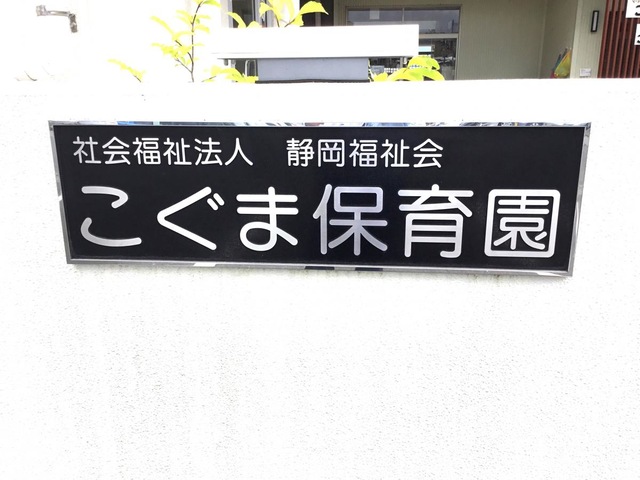 社会福祉法人　静岡福祉会
こぐま保育園